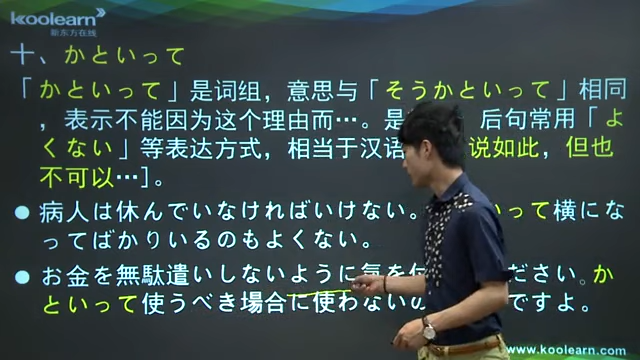 Koolearn
新东方在线
十、かといって
「かといって」是词组，意思与「そうかといって」相同
，表示不能因为这个理由而…。是 后句常用「よ
くない」等表达方式，相当于汉语 说如此，但也
不可以…］。
●病人は休んでいなければいけない。 いって横にな
ってばかりいるのもよくない。
●お金を無駄遣いしないように気を ださい。か
といって使うべき場合に使わないの ですよ。
www.koolearn.com